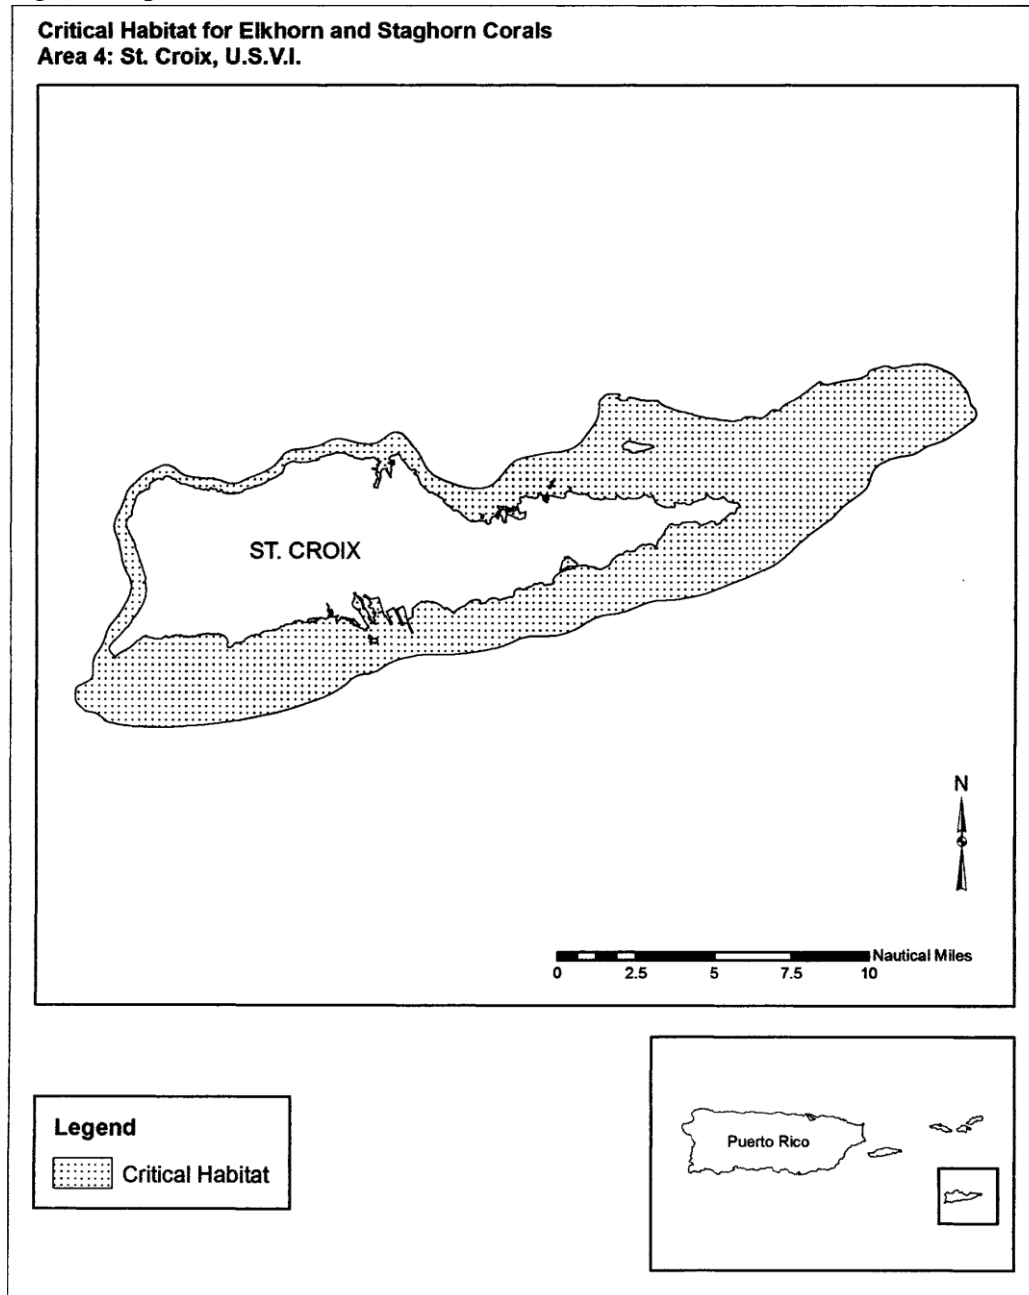 Critical Habitat for Elkhorn and Staghorn Corals
Area 4: St. Croix, U.S.V.I.
ST. CROIX
N
Nautical Miles
0 2.5 5 7.5 10
Legend
Critical Habitat
Puerto Rico